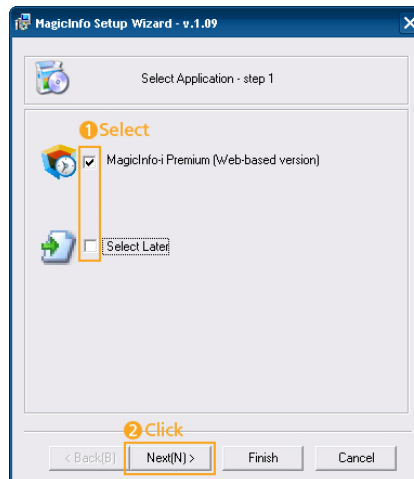 MagicInfo Setup Wizard - v.1.09
Select Application - step 1
1 Select
MagicInfo-i Premium (Web-based version)
Select Later
2 Click
< Back(B)
Next(N) >
Finish
Cancel